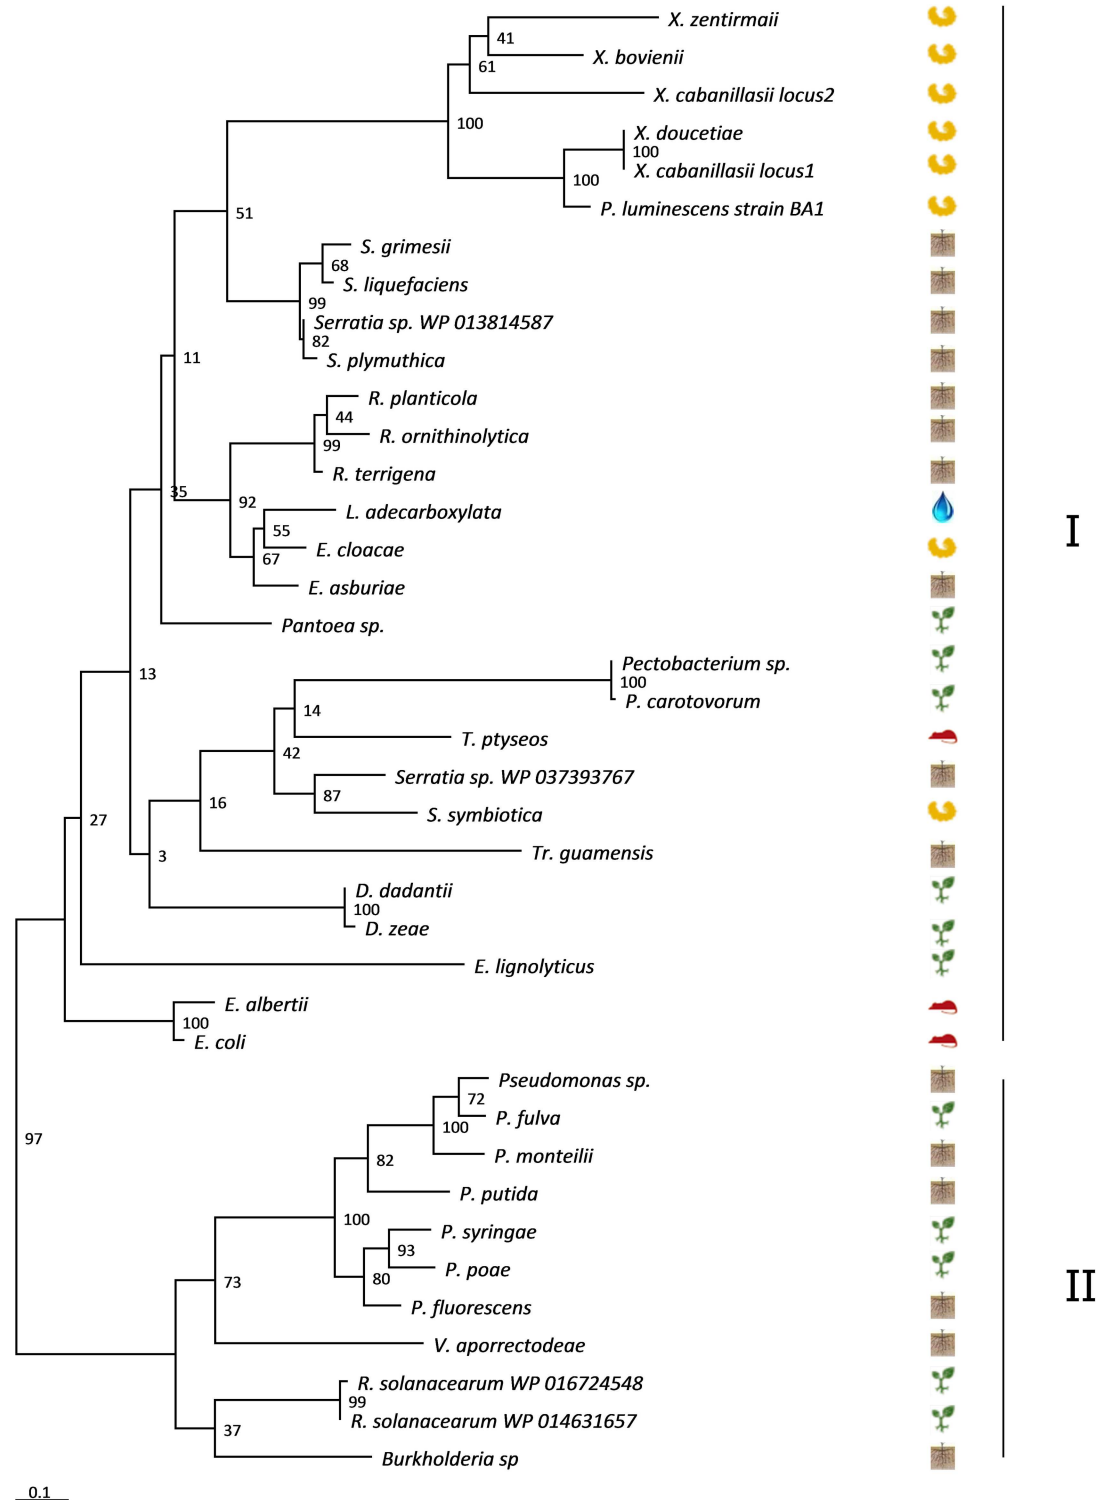 X. zentirmaii
41
X. bovienii
61
X. cabanillasii locus2
100
X. doucetiae
100
X. cabanillasii locus1
100
P. luminescens strain BA1
51
S. grimesii
68
S. liquefaciens
99
Serratia sp. WP 013814587
82
S. plymuthica
11
R. planticola
44
R. ornithinolytica
99
R. terrigena
35
92
L. adecarboxylata
I
55
E. cloacae
67
E. asburiae
Pantoea sp.
13
Pectobacterium sp.
100
P. carotovorum
14
T. ptyseos
42
Serratia sp. WP 037393767
87
16
S. symbiotica
27
3
Tr. guamensis
D. dadantii
100
D. zeae
E. lignolyticus
E. albertii
100
E. coli
Pseudomonas sp.
72
P. fulva
100
97
P. monteilii
82
P. putida
100
P. syringae
93
P. poae
80
73
II
P. fluorescens
V. aporrectodeae
R. solanacearum WP 016724548
99
R. solanacearum WP 014631657
37
Burkholderia sp
0.1